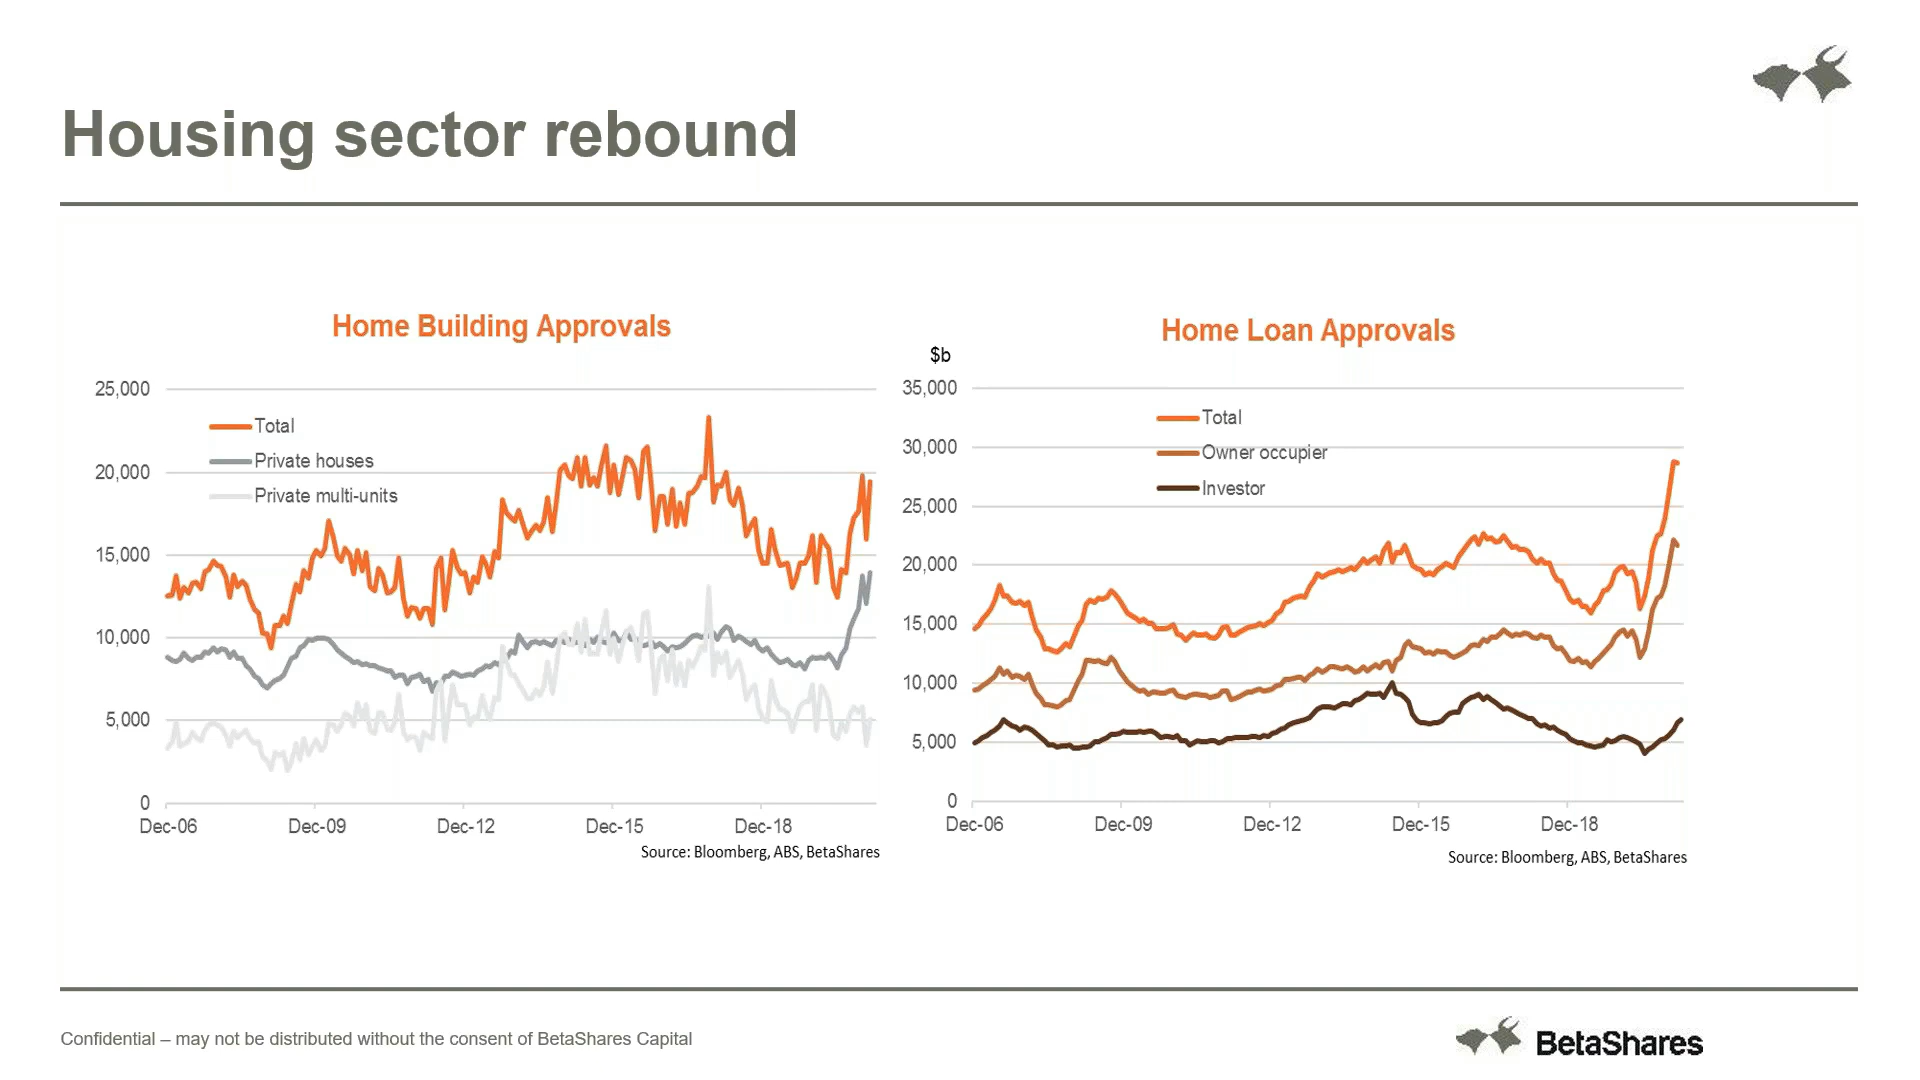 Housing sector rebound
Home Building Approvals
25,000
20,000
15,000
10,000
5,000
0
Total
Private houses
Private multi-units
Dec-06 Dec-09 Dec-12 Dec-15 Dec-18
Source: Bloomberg, ABS, BetaShares
Home Loan Approvals
$b
35,000
30,000
25,000
20,000
15,000
10,000
5,000
0
Total
Owner occupier
Investor
Dec-06 Dec-09 Dec-12 Dec-15 Dec-18
Source: Bloomberg, ABS, BetaShares
Confidential – may not be distributed without the consent of BetaShares Capital
BetaShares